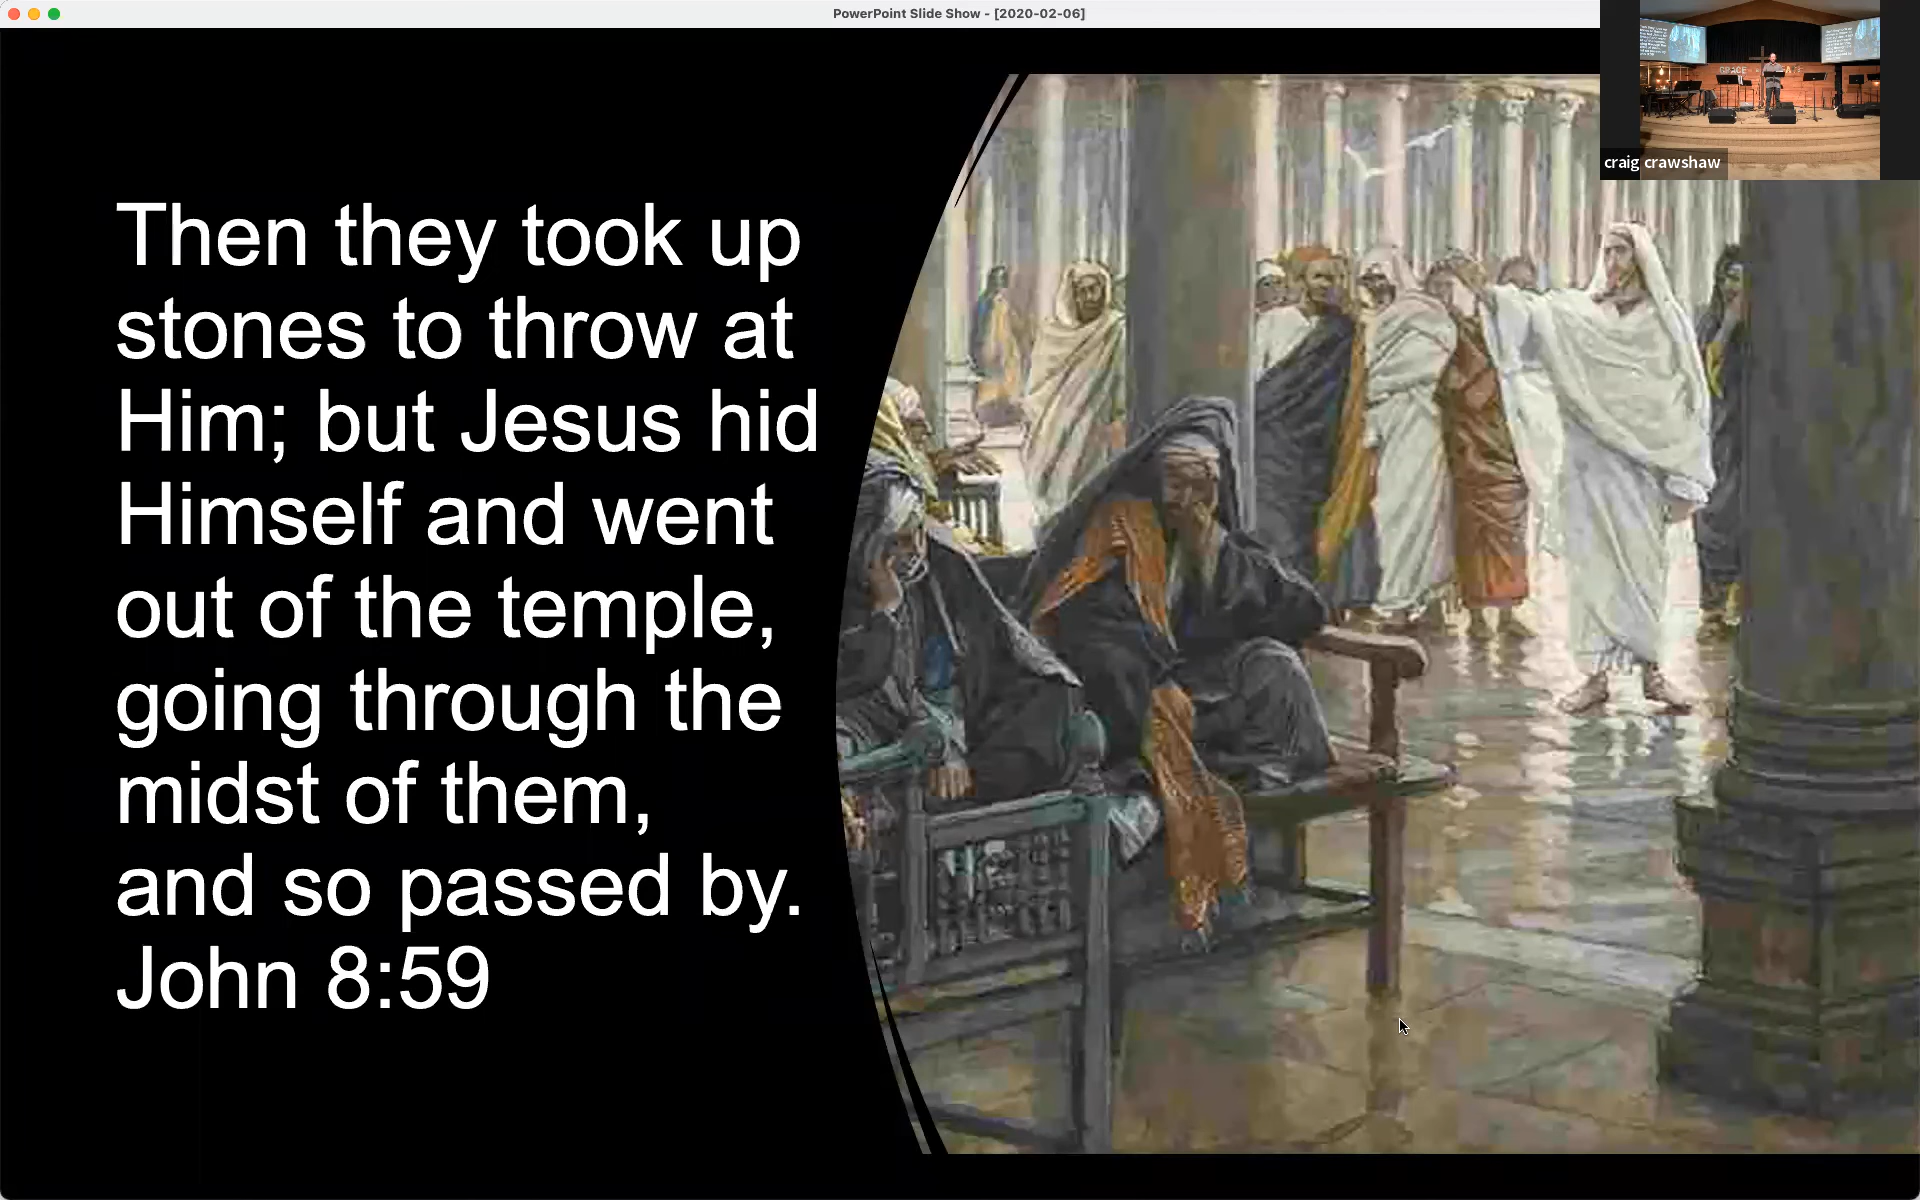 PowerPoint Slide Show - [2020-02-06]
craig crawshaw
GRACE
Then they took up
stones to throw at
Him; but Jesus hid
Himself and went
out of the temple,
going through the
midst of them,
and so passed by.
John 8:59